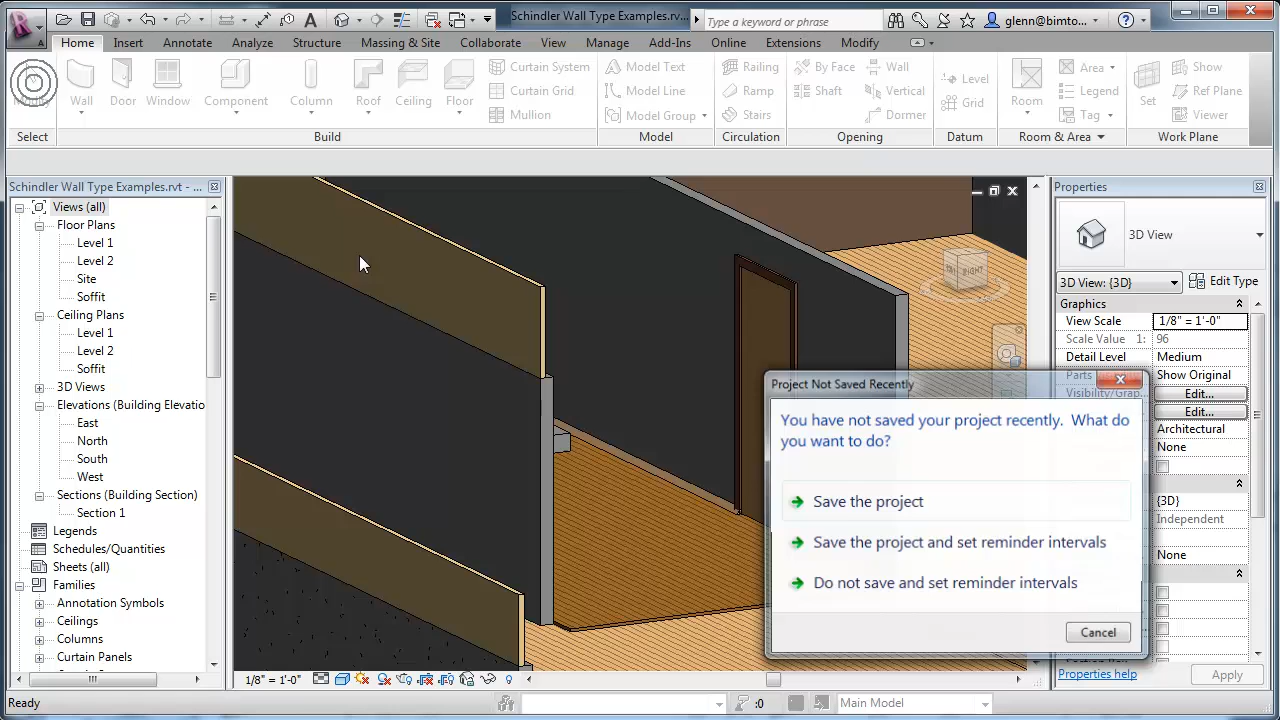 Schindler Wall Type Examples.rvt...
Type a keyword or phrase
glenn@bimto...
Home
Insert
Annotate
Analyze
Structure
Massing & Site
Collaborate
View
Manage
Add-Ins
Online
Extensions
Modify
Modify
Wall
Door
Window
Component
Column
Roof
Ceiling
Floor
Curtain System
Curtain Grid
Mullion
Model Text
Model Line
Model Group
Railing
Ramp
Stairs
By Face
Shaft
Wall
Vertical
Dormer
Level
Grid
Room
Area
Legend
Tag
Set
Show
Ref Plane
Viewer
Select
Build
Model
Circulation
Opening
Datum
Room & Area
Work Plane
Schindler Wall Type Examples.rvt - ...
Views (all)
Floor Plans
Level 1
Level 2
Site
Soffit
Ceiling Plans
Level 1
Level 2
Soffit
3D Views
Elevations (Building Elevatio
East
North
South
West
Sections (Building Section)
Section 1
Legends
Schedules/Quantities
Sheets (all)
Families
Annotation Symbols
Ceilings
Columns
Curtain Panels
RIGHT
Project Not Saved Recently
You have not saved your project recently. What do
you want to do?
Save the project
Save the project and set reminder intervals
Do not save and set reminder intervals
Cancel
Properties
3D View
3D View: {3D}
Edit Type
Graphics
View Scale
1/8" = 1'-0"
Scale Value 1:
96
Detail Level
Medium
Parts
Show Original
Visibility/Grap...
Edit...
Edit...
Architectural
None
{3D}
Independent
None
Properties help
Apply
1/8" = 1'-0"
Ready
:0
Main Model